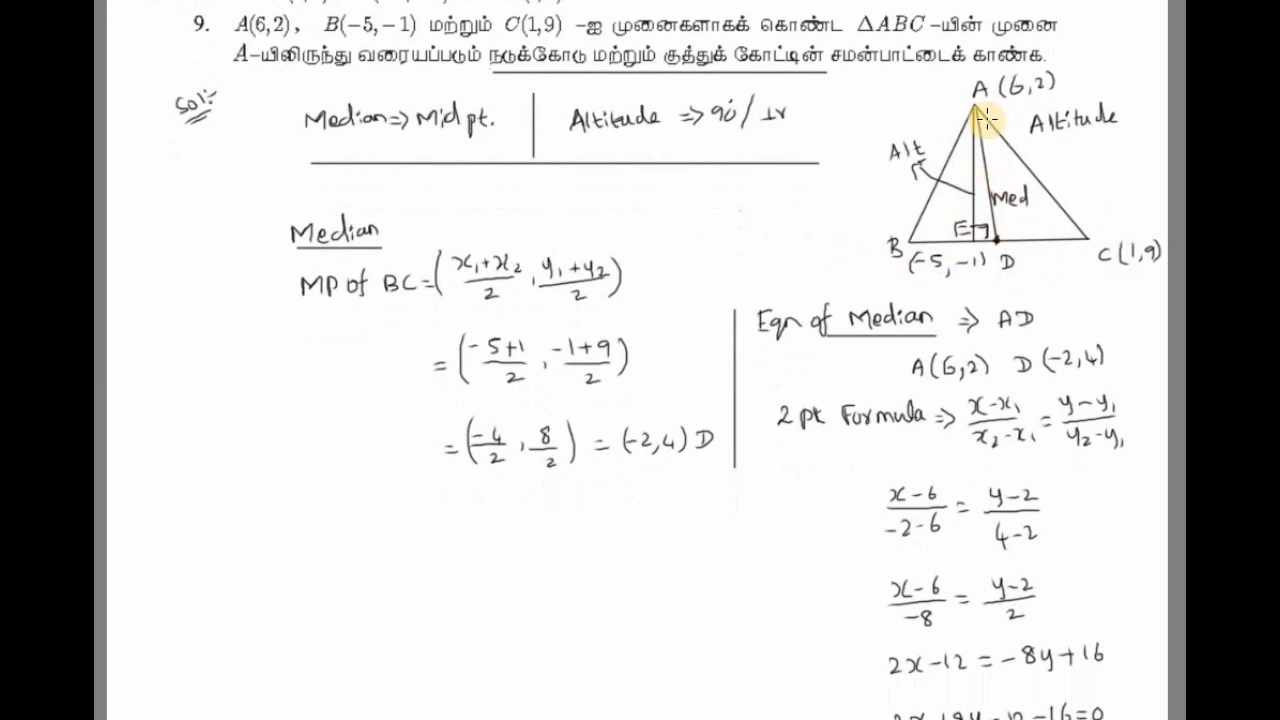 9. A(6,2), B(−5,−1) மற்றும் C(1,9) -ஐ முனைகளாகக் கொண்ட ΔABC −யின் முனை
A−யிலிருந்து வரையப்படும் நடுக்கோடு மற்றும் குத்துக் கோட்டின் சமன்பாட்டைக் காண்க.
Sol:
Median => Mid pt.
Altitude => 90°/⊥r
A (6,2)
Altitude
Alt
Med
E
B
(-5,-1) D
C (1,9)
Median
MP of BC = (x₁+x₂/2 , y₁+y₂/2)
= (-5+1/2 , -1+9/2)
= (-4/2 , 8/2) = (-2,4) D
Eqn of Median => AD
A(6,2) D(-2,4)
2 pt Formula => x-x₁/x₂-x₁ = y-y₁/y₂-y₁
x-6/-2-6 = y-2/4-2
x-6/-8 = y-2/2
2x-12 = -8y+16